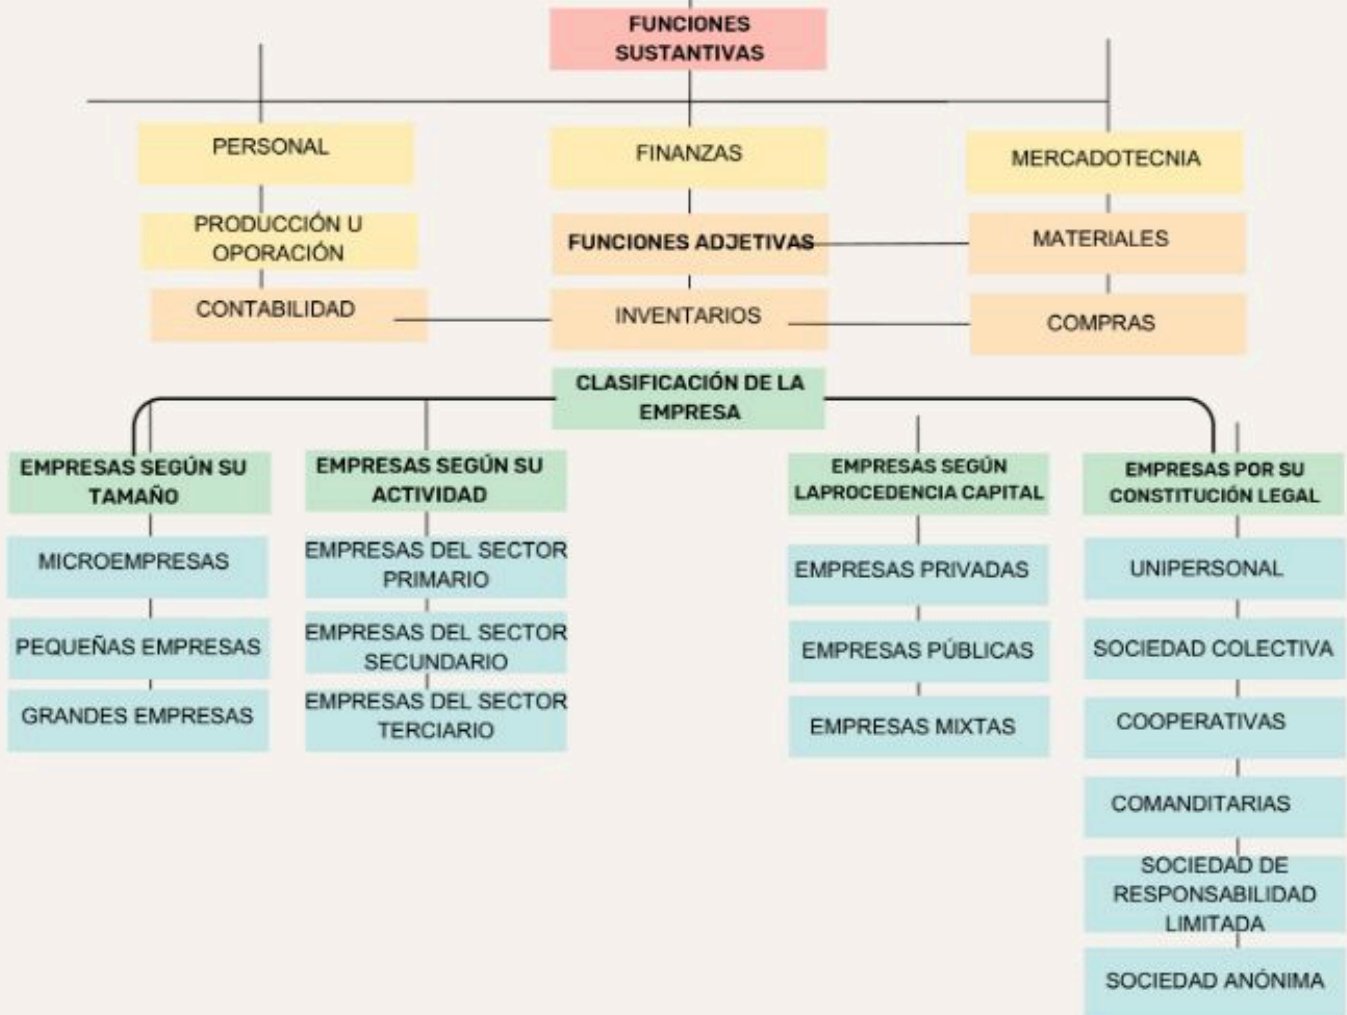 FUNCIONES
SUSTANTIVAS
PERSONAL
FINANZAS
MERCADOTECNIA
PRODUCCIÓN U
OPORACIÓN
FUNCIONES ADJETIVAS
MATERIALES
CONTABILIDAD
INVENTARIOS
COMPRAS
CLASIFICACIÓN DE LA
EMPRESA
EMPRESAS SEGÚN SU
TAMAÑO
MICROEMPRESAS
PEQUEÑAS EMPRESAS
GRANDES EMPRESAS
EMPRESAS SEGÚN SU
ACTIVIDAD
EMPRESAS DEL SECTOR
PRIMARIO
EMPRESAS DEL SECTOR
SECUNDARIO
EMPRESAS DEL SECTOR
TERCIARIO
EMPRESAS SEGÚN
LAPROCEDENCIA CAPITAL
EMPRESAS PRIVADAS
EMPRESAS PÚBLICAS
EMPRESAS MIXTAS
EMPRESAS POR SU
CONSTITUCIÓN LEGAL
UNIPERSONAL
SOCIEDAD COLECTIVA
COOPERATIVAS
COMANDITARIAS
SOCIEDAD DE
RESPONSABILIDAD
LIMITADA
SOCIEDAD ANÓNIMA